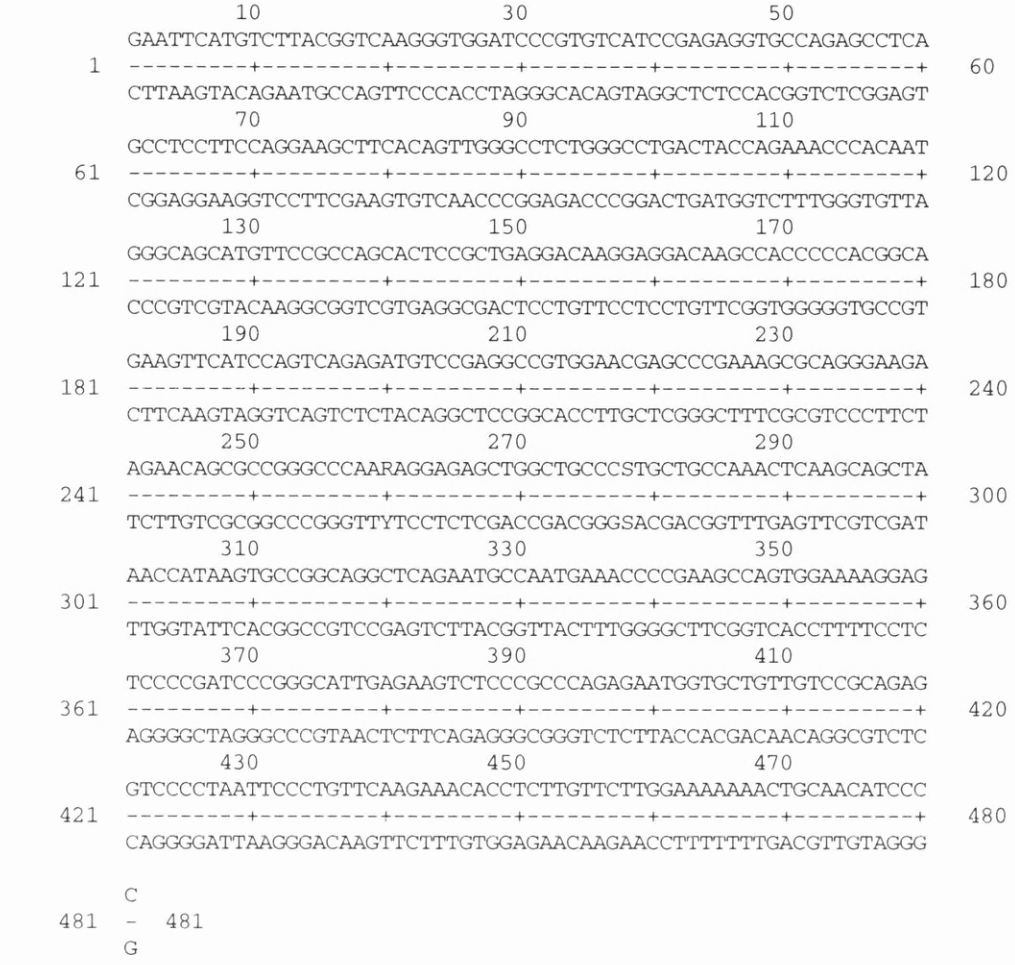 10 30 50
GAATTCATGTCTTACGGTCAAGGGTGGATCCCGTGTCATCCGAGAGGTGCCAGAGCCTCA
1 ---------+---------+---------+---------+---------+---------+ 60
CTTAAGTACAGAATGCCAGTTCCCACCTAGGGCACAGTAGGCTCTCCACGGTCTCGGAGT
70 90 110
GCCTCCTTCCAGGAAGCTTCACAGTTGGGCCTCTGGGCCTGACTACCAGAAACCCACAAT
61 ---------+---------+---------+---------+---------+---------+ 120
CGGAGGAAGGTCCTTCGAAGTGTCAACCCGGAGACCCGGACTGATGGTCTTTGGGTGTTA
130 150 170
GGGCAGCATGTTCCGCCAGCACTCCGCTGAGGACAAGGAGGACAAGCCACCCCCACGGCA
121 ---------+---------+---------+---------+---------+---------+ 180
CCCGTCGTACAAGGCGGTCGTGAGGCGACTCCTGTTCCTCCTGTTCGGTGGGGGTGCCGT
190 210 230
GAAGTTCATCCAGTCAGAGATGTCCGAGGCCGTGGAACGAGCCCGAAAGCGCAGGGAAGA
181 ---------+---------+---------+---------+---------+---------+ 240
CTTCAAGTAGGTCAGTCTCTACAGGCTCCGGCACCTTGCTCGGGCTTTCGCGTCCCTTCT
250 270 290
AGAACAGCGCCGGGCCCAARAGGAGAGCTGGCTGCCCSTGCTGCCAAACTCAAGCAGCTA
241 ---------+---------+---------+---------+---------+---------+ 300
TCTTGTCGCGGCCCGGGTTYTCCTCTCGACCGACGGGSACGACGGTTTGAGTTCGTCGAT
310 330 350
AACCATAAGTGCCGGCAGGCTCAGAATGCCAATGAAACCCCGAAGCCAGTGGAAAAGGAG
301 ---------+---------+---------+---------+---------+---------+ 360
TTGGTATTCACGGCCGTCCGAGTCTTACGGTTACTTTGGGGCTTCGGTCACCTTTTCCTC
370 390 410
TCCCCGATCCCGGGCATTGAGAAGTCTCCCGCCCAGAGAATGGTGCTGTTGTCCGCAGAG
361 ---------+---------+---------+---------+---------+---------+ 420
AGGGGCTAGGGCCCGTAACTCTTCAGAGGGCGGGTCTCTTACCACGACAACAGGCGTCTC
430 450 470
GTCCCCTAATTCCCTGTTCAAGAAACACCTCTTGTTCTTGGAAAAAAACTGCAACATCCC
421 ---------+---------+---------+---------+---------+---------+ 480
CAGGGGATTAAGGGACAAGTTCTTTGTGGAGAACAAGAACCTTTTTTTGACGTTGTAGGG
C
481 - 481
G